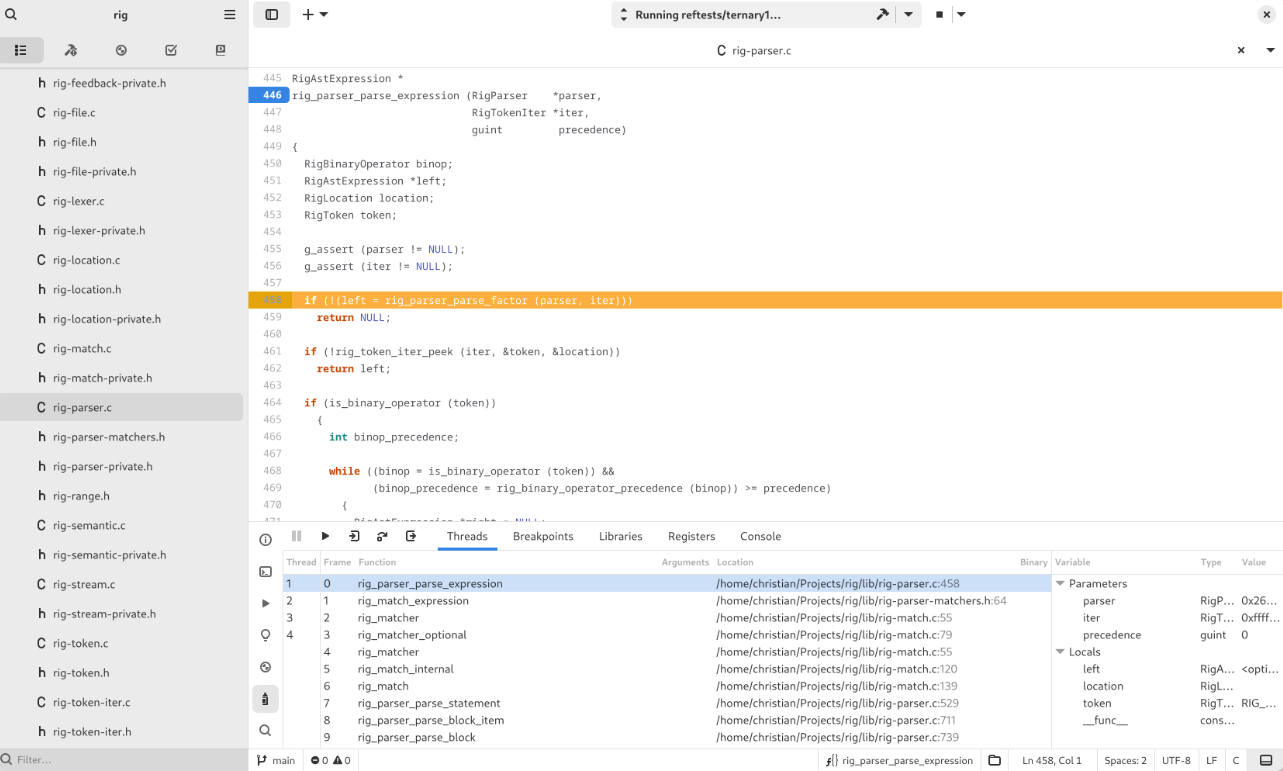 rig
Running reftests/ternary1...
C rig-parser.c
h rig-feedback-private.h
C rig-file.c
h rig-file.h
h rig-file-private.h
C rig-lexer.c
h rig-lexer-private.h
C rig-location.c
h rig-location.h
h rig-location-private.h
C rig-match.c
h rig-match-private.h
C rig-parser.c
h rig-parser-matchers.h
h rig-parser-private.h
h rig-range.h
C rig-semantic.c
h rig-semantic-private.h
C rig-stream.c
h rig-stream-private.h
C rig-token.c
h rig-token.h
C rig-token-iter.c
h rig-token-iter.h
Filter...
445 RigAstExpression *
446 rig_parser_parse_expression (RigParser    *parser,
447                              RigTokenIter *iter,
448                              guint         precedence)
449 {
450   RigBinaryOperator binop;
451   RigAstExpression *left;
452   RigLocation location;
453   RigToken token;
454
455   g_assert (parser != NULL);
456   g_assert (iter != NULL);
457
458   if (!(left = rig_parser_parse_factor (parser, iter)))
459     return NULL;
460
461   if (!rig_token_iter_peek (iter, &token, &location))
462     return left;
463
464   if (is_binary_operator (token))
465     {
466       int binop_precedence;
467
468       while ((binop = is_binary_operator (token)) &&
469              (binop_precedence = rig_binary_operator_precedence (binop)) >= precedence)
470         {
471           RigAstExpression *right = NULL;
Threads Breakpoints Libraries Registers Console
Thread Frame Function Arguments Location Binary
1 0 rig_parser_parse_expression /home/christian/Projects/rig/lib/rig-parser.c:458
2 1 rig_match_expression /home/christian/Projects/rig/lib/rig-parser-matchers.h:64
3 2 rig_matcher /home/christian/Projects/rig/lib/rig-match.c:55
4 3 rig_matcher_optional /home/christian/Projects/rig/lib/rig-match.c:79
4 rig_matcher /home/christian/Projects/rig/lib/rig-match.c:55
5 rig_match_internal /home/christian/Projects/rig/lib/rig-match.c:120
6 rig_match /home/christian/Projects/rig/lib/rig-match.c:139
7 rig_parser_parse_statement /home/christian/Projects/rig/lib/rig-parser.c:529
8 rig_parser_parse_block_item /home/christian/Projects/rig/lib/rig-parser.c:711
9 rig_parser_parse_block /home/christian/Projects/rig/lib/rig-parser.c:739
Variable Type Value
Parameters
parser RigP... 0x26...
iter RigT... 0xffff...
precedence guint 0
Locals
left RigA... <opti...
location RigL...
token RigT... RIG_...
__func__ cons...
main 0 0
f{} rig_parser_parse_expression Ln 458, Col 1 Spaces: 2 UTF-8 LF C